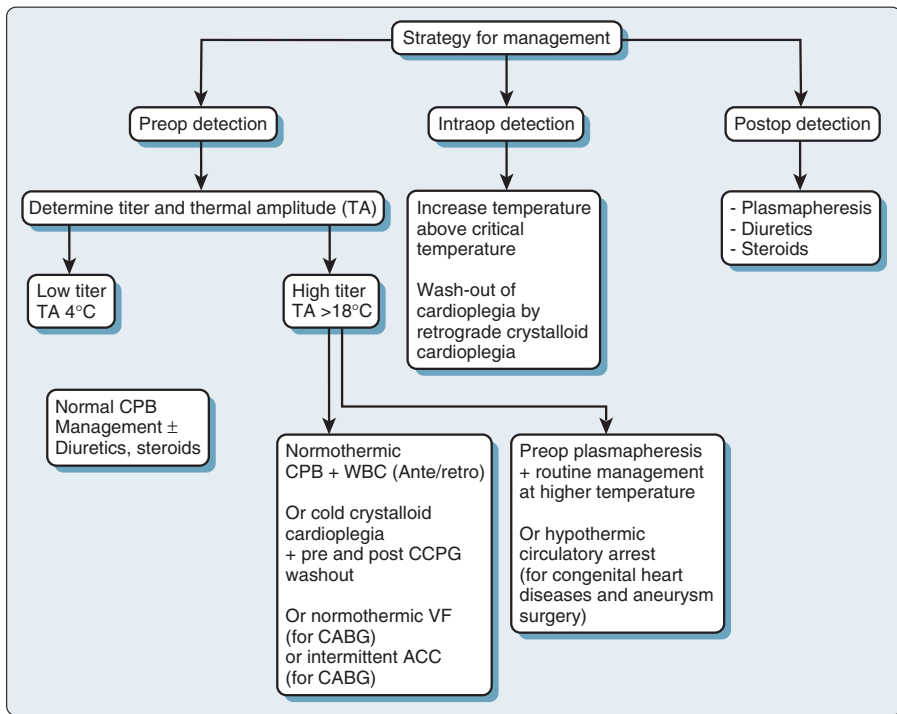 Strategy for management
Preop detection
Intraop detection
Postop detection
Determine titer and thermal amplitude (TA)
Increase temperature
above critical
temperature
Wash-out of
cardioplegia by
retrograde crystalloid
cardioplegia
- Plasmapheresis
- Diuretics
- Steroids
Low titer
TA 4°C
High titer
TA >18°C
Normal CPB
Management ±
Diuretics, steroids
Normothermic
CPB + WBC (Ante/retro)
Or cold crystalloid
cardioplegia
+ pre and post CCPG
washout
Or normothermic VF
(for CABG)
or intermittent ACC
(for CABG)
Preop plasmapheresis
+ routine management
at higher temperature
Or hypothermic
circulatory arrest
(for congenital heart
diseases and aneurysm
surgery)